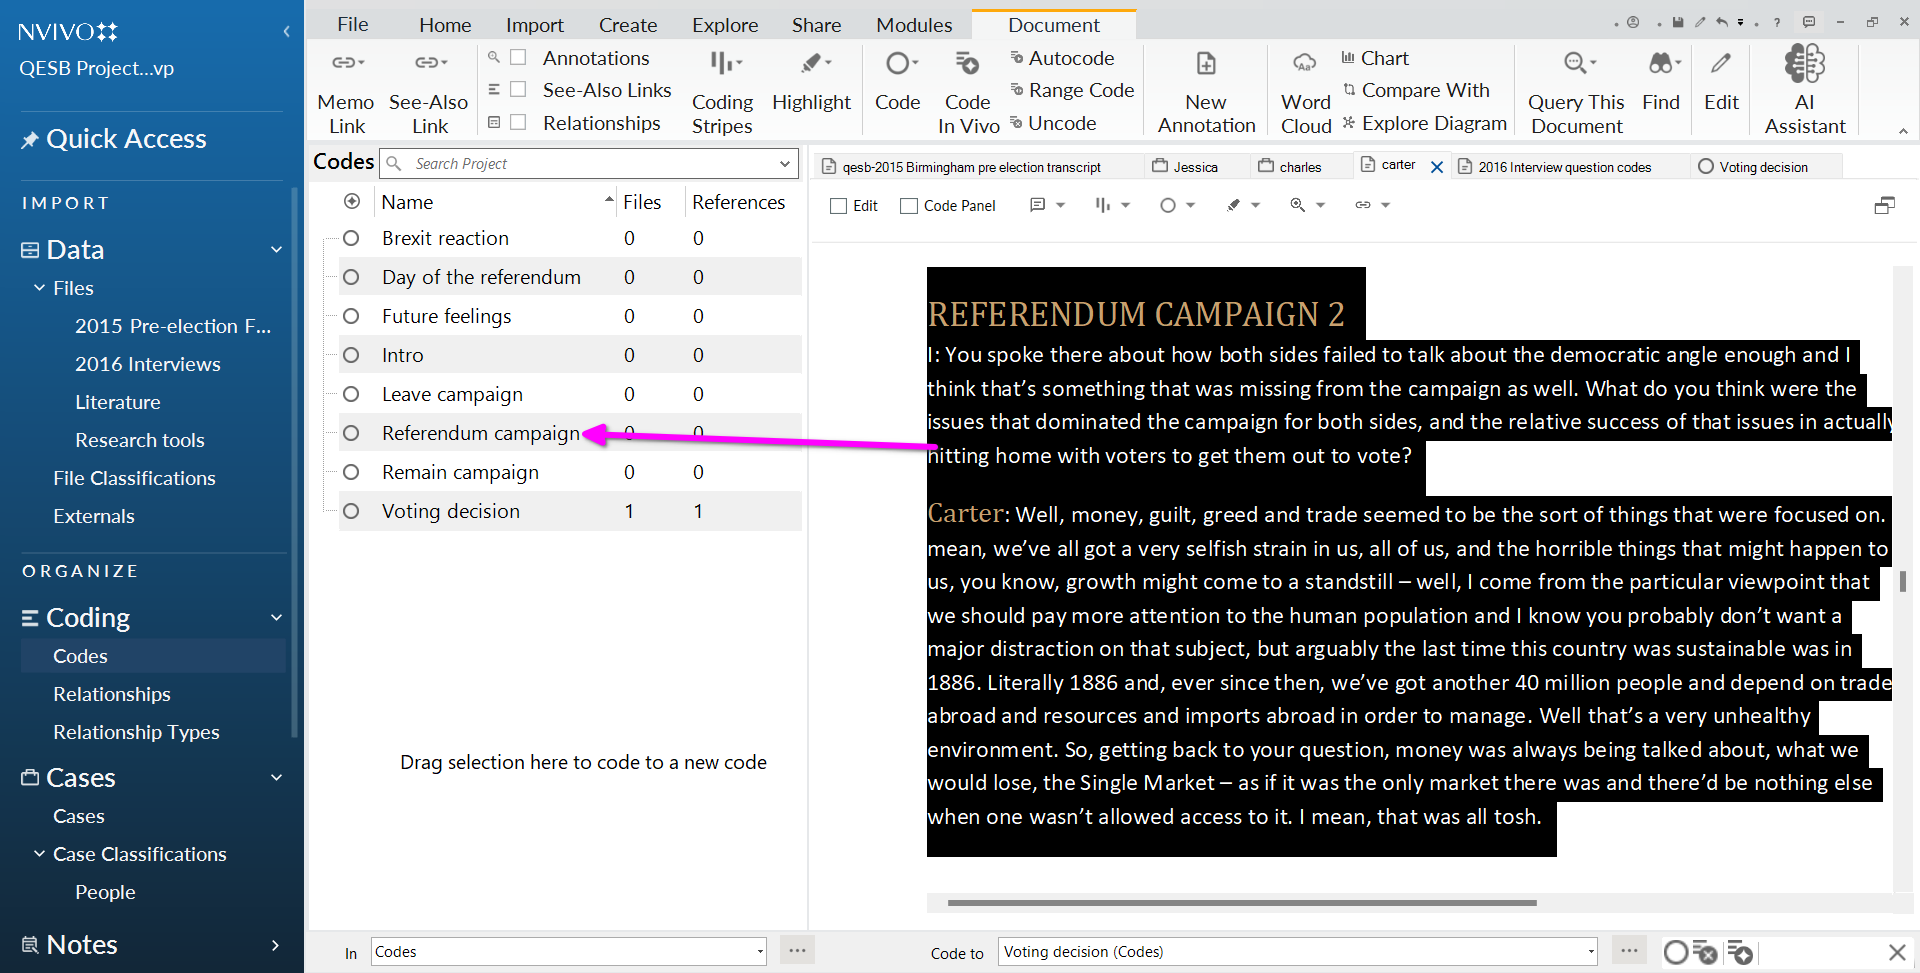 NVIVO
QESB Project...vp
Quick Access
IMPORT
Data
Files
2015 Pre-election F...
2016 Interviews
Literature
Research tools
File Classifications
Externals
ORGANIZE
Coding
Codes
Relationships
Relationship Types
Cases
Cases
Case Classifications
People
Notes
File Home Import Create Explore Share Modules Document
Memo Link
See-Also Link
Annotations
See-Also Links
Relationships
Coding Stripes
Highlight
Code
Code In Vivo
Autocode
Range Code
Uncode
New Annotation
Word Cloud
Chart
Compare With
Explore Diagram
Query This Document
Find
Edit
AI Assistant
Codes Search Project
Name Files References
Brexit reaction 0 0
Day of the referendum 0 0
Future feelings 0 0
Intro 0 0
Leave campaign 0 0
Referendum campaign 0 0
Remain campaign 0 0
Voting decision 1 1
Drag selection here to code to a new code
In Codes
qesb-2015 Birmingham pre election transcript Jessica charles carter 2016 Interview question codes Voting decision
Edit Code Panel
REFERENDUM CAMPAIGN 2
I: You spoke there about how both sides failed to talk about the democratic angle enough and I
think that’s something that was missing from the campaign as well. What do you think were the
issues that dominated the campaign for both sides, and the relative success of that issues in actually
hitting home with voters to get them out to vote?
Carter: Well, money, guilt, greed and trade seemed to be the sort of things that were focused on.
mean, we’ve all got a very selfish strain in us, all of us, and the horrible things that might happen to
us, you know, growth might come to a standstill – well, I come from the particular viewpoint that
we should pay more attention to the human population and I know you probably don’t want a
major distraction on that subject, but arguably the last time this country was sustainable was in
1886. Literally 1886 and, ever since then, we’ve got another 40 million people and depend on trade
abroad and resources and imports abroad in order to manage. Well that’s a very unhealthy
environment. So, getting back to your question, money was always being talked about, what we
would lose, the Single Market – as if it was the only market there was and there’d be nothing else
when one wasn’t allowed access to it. I mean, that was all tosh.
Code to Voting decision (Codes)